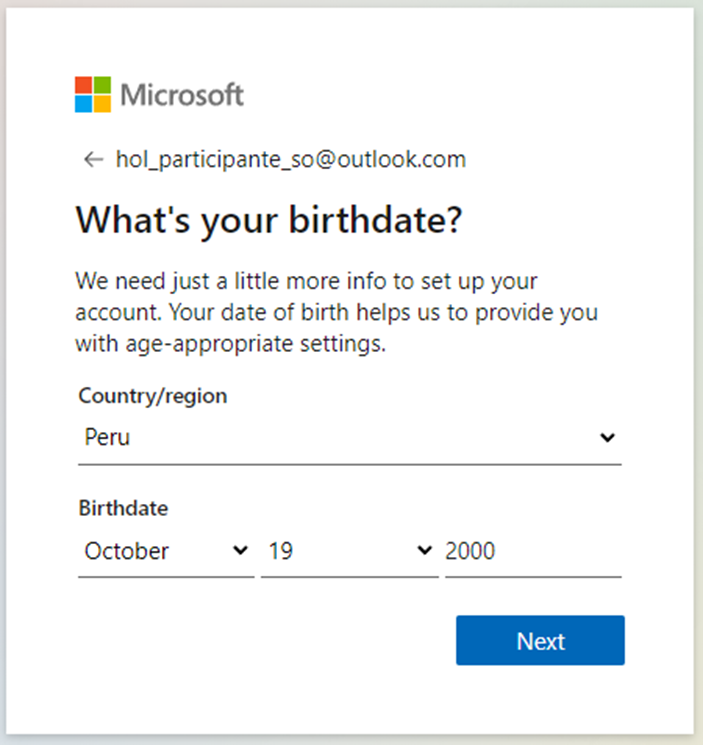 Microsoft
← hol_participante_so@outlook.com
What's your birthdate?
We need just a little more info to set up your
account. Your date of birth helps us to provide you
with age-appropriate settings.
Country/region
Peru
Birthdate
October 19 2000
Next